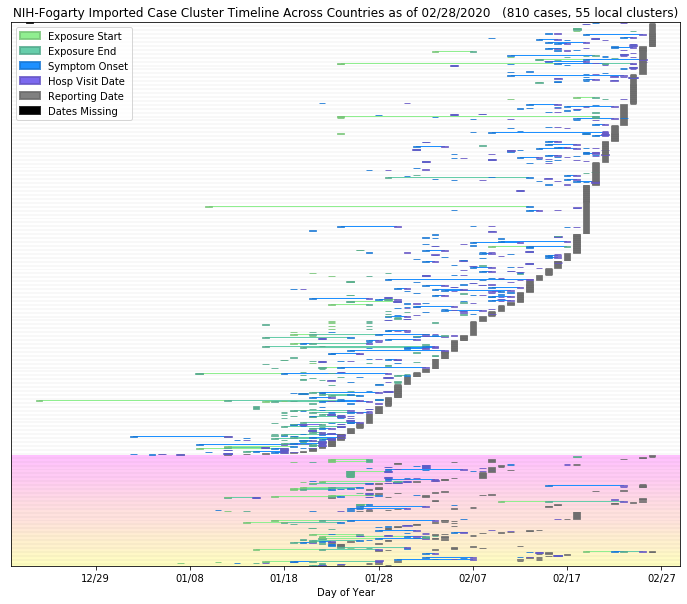 NIH-Fogarty Imported Case Cluster Timeline Across Countries as of 02/28/2020 (810 cases, 55 local clusters)
Exposure Start
Exposure End
Symptom Onset
Hosp Visit Date
Reporting Date
Dates Missing
12/29 01/08 01/18 01/28 02/07 02/17 02/27
Day of Year